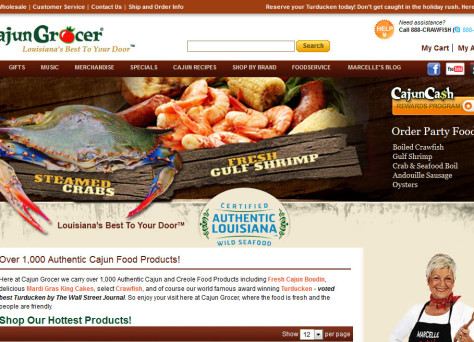 Wholesale | Customer Service | Contact Us | Ship and Order Info
Reserve your Turducken today! Don't get caught in the holiday rush. Here
CajunGrocer
Louisiana's Best To Your Door™
Search
HELP
Need assistance?
Call 888-CRAWFISH (888-
My Cart | My A
GIFTS MUSIC MERCHANDISE SPECIALS CAJUN RECIPES SHOP BY BRAND FOODSERVICE MARCELLE'S BLOG
f You
STEAMED CRABS
FRESH GULF SHRIMP
CajunCash
REWARDS PROGRAM
Order Party Foo
Boiled Crawfish
Gulf Shrimp
Crab & Seafood Boil
Andouille Sausage
Oysters
Louisiana's Best To Your Door™
CERTIFIED
AUTHENTIC
LOUISIANA
WILD SEAFOOD
Over 1,000 Authentic Cajun Food Products!
Here at Cajun Grocer we carry over 1,000 Authentic Cajun and Creole Food Products including Fresh Cajun Boudin,
delicious Mardi Gras King Cakes, select Crawfish, and of course our world famous award winning Turducken - voted
best Turducken by The Wall Street Journal. So enjoy your visit here at Cajun Grocer, where the food is fresh and the
people are friendly.
Shop Our Hottest Products!
Show 12 per page
MARCELLE